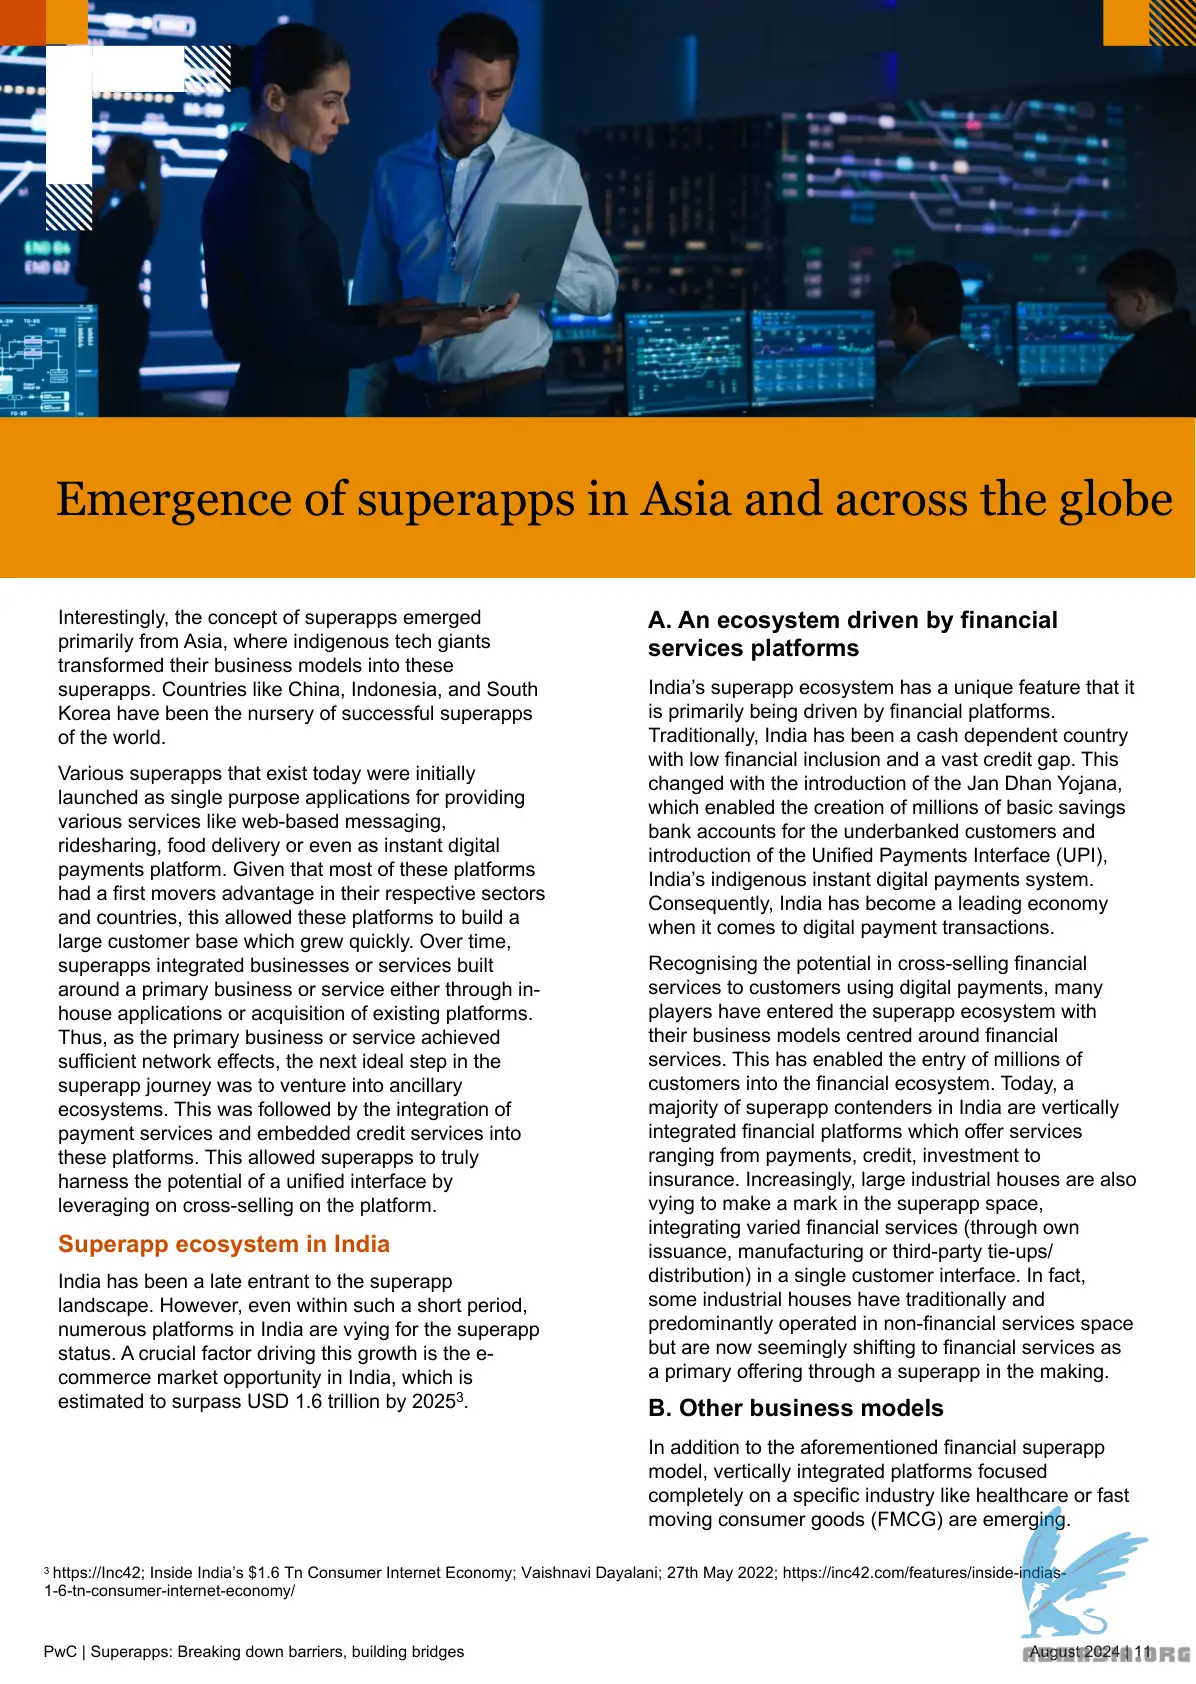 END 04
END 02
Emergence of superapps in Asia and across the globe
Interestingly, the concept of superapps emerged
primarily from Asia, where indigenous tech giants
transformed their business models into these
superapps. Countries like China, Indonesia, and South
Korea have been the nursery of successful superapps
of the world.
Various superapps that exist today were initially
launched as single purpose applications for providing
various services like web-based messaging,
ridesharing, food delivery or even as instant digital
payments platform. Given that most of these platforms
had a first movers advantage in their respective sectors
and countries, this allowed these platforms to build a
large customer base which grew quickly. Over time,
superapps integrated businesses or services built
around a primary business or service either through in-
house applications or acquisition of existing platforms.
Thus, as the primary business or service achieved
sufficient network effects, the next ideal step in the
superapp journey was to venture into ancillary
ecosystems. This was followed by the integration of
payment services and embedded credit services into
these platforms. This allowed superapps to truly
harness the potential of a unified interface by
leveraging on cross-selling on the platform.
Superapp ecosystem in India
India has been a late entrant to the superapp
landscape. However, even within such a short period,
numerous platforms in India are vying for the superapp
status. A crucial factor driving this growth is the e-
commerce market opportunity in India, which is
estimated to surpass USD 1.6 trillion by 2025³.
A. An ecosystem driven by financial
services platforms
India’s superapp ecosystem has a unique feature that it
is primarily being driven by financial platforms.
Traditionally, India has been a cash dependent country
with low financial inclusion and a vast credit gap. This
changed with the introduction of the Jan Dhan Yojana,
which enabled the creation of millions of basic savings
bank accounts for the underbanked customers and
introduction of the Unified Payments Interface (UPI),
India’s indigenous instant digital payments system.
Consequently, India has become a leading economy
when it comes to digital payment transactions.
Recognising the potential in cross-selling financial
services to customers using digital payments, many
players have entered the superapp ecosystem with
their business models centred around financial
services. This has enabled the entry of millions of
customers into the financial ecosystem. Today, a
majority of superapp contenders in India are vertically
integrated financial platforms which offer services
ranging from payments, credit, investment to
insurance. Increasingly, large industrial houses are also
vying to make a mark in the superapp space,
integrating varied financial services (through own
issuance, manufacturing or third-party tie-ups/
distribution) in a single customer interface. In fact,
some industrial houses have traditionally and
predominantly operated in non-financial services space
but are now seemingly shifting to financial services as
a primary offering through a superapp in the making.
B. Other business models
In addition to the aforementioned financial superapp
model, vertically integrated platforms focused
completely on a specific industry like healthcare or fast
moving consumer goods (FMCG) are emerging.
³ https://Inc42; Inside India’s $1.6 Tn Consumer Internet Economy; Vaishnavi Dayalani; 27th May 2022; https://inc42.com/features/inside-indias-
1-6-tn-consumer-internet-economy/
PwC | Superapps: Breaking down barriers, building bridges
August 2024 | 11